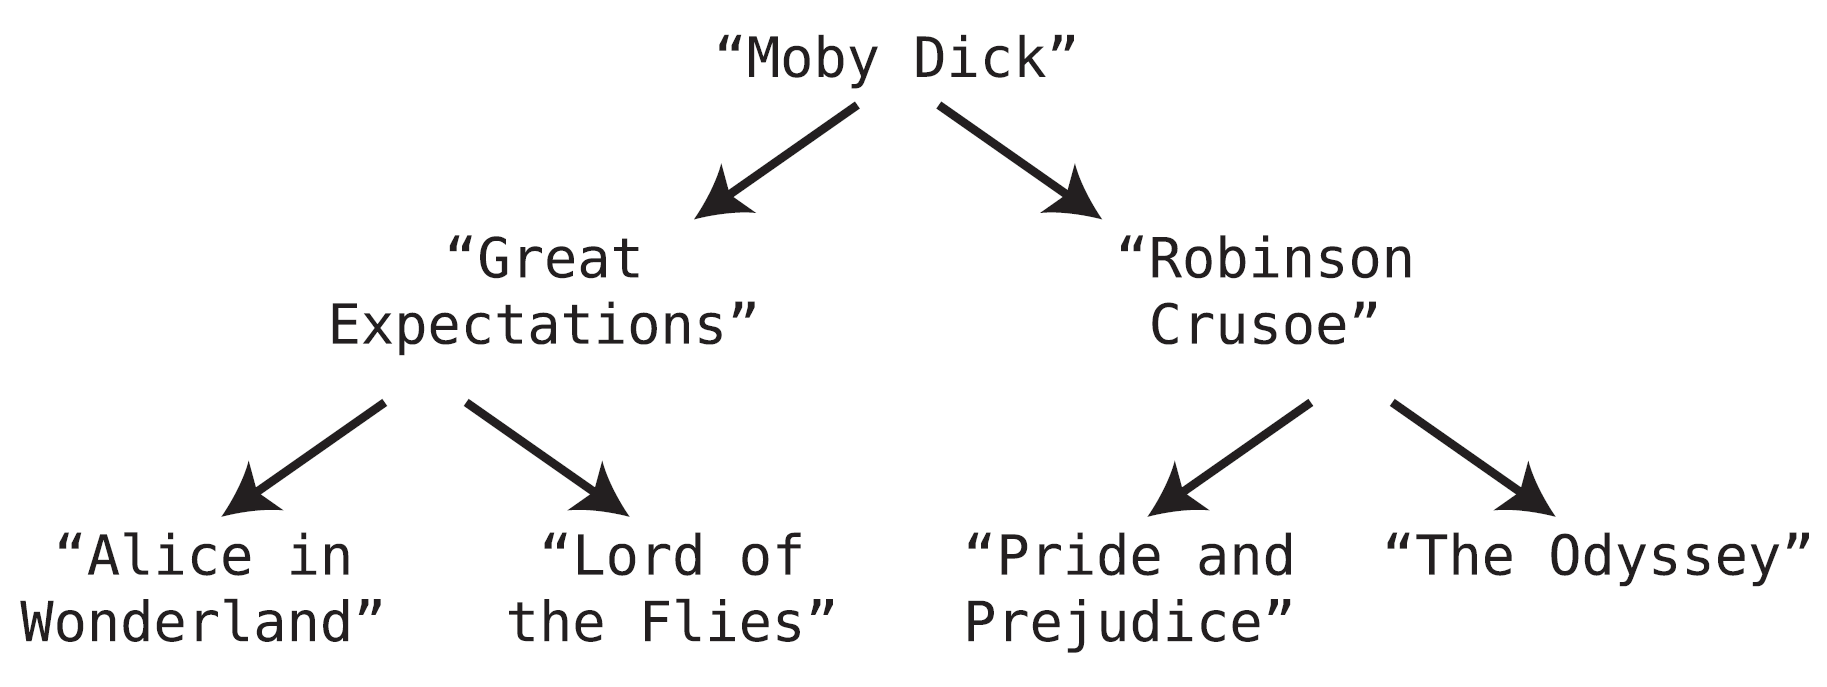 “Moby Dick”
“Great
Expectations”
“Robinson
Crusoe”
“Alice in
Wonderland”
“Lord of
the Flies”
“Pride and
Prejudice”
“The Odyssey”